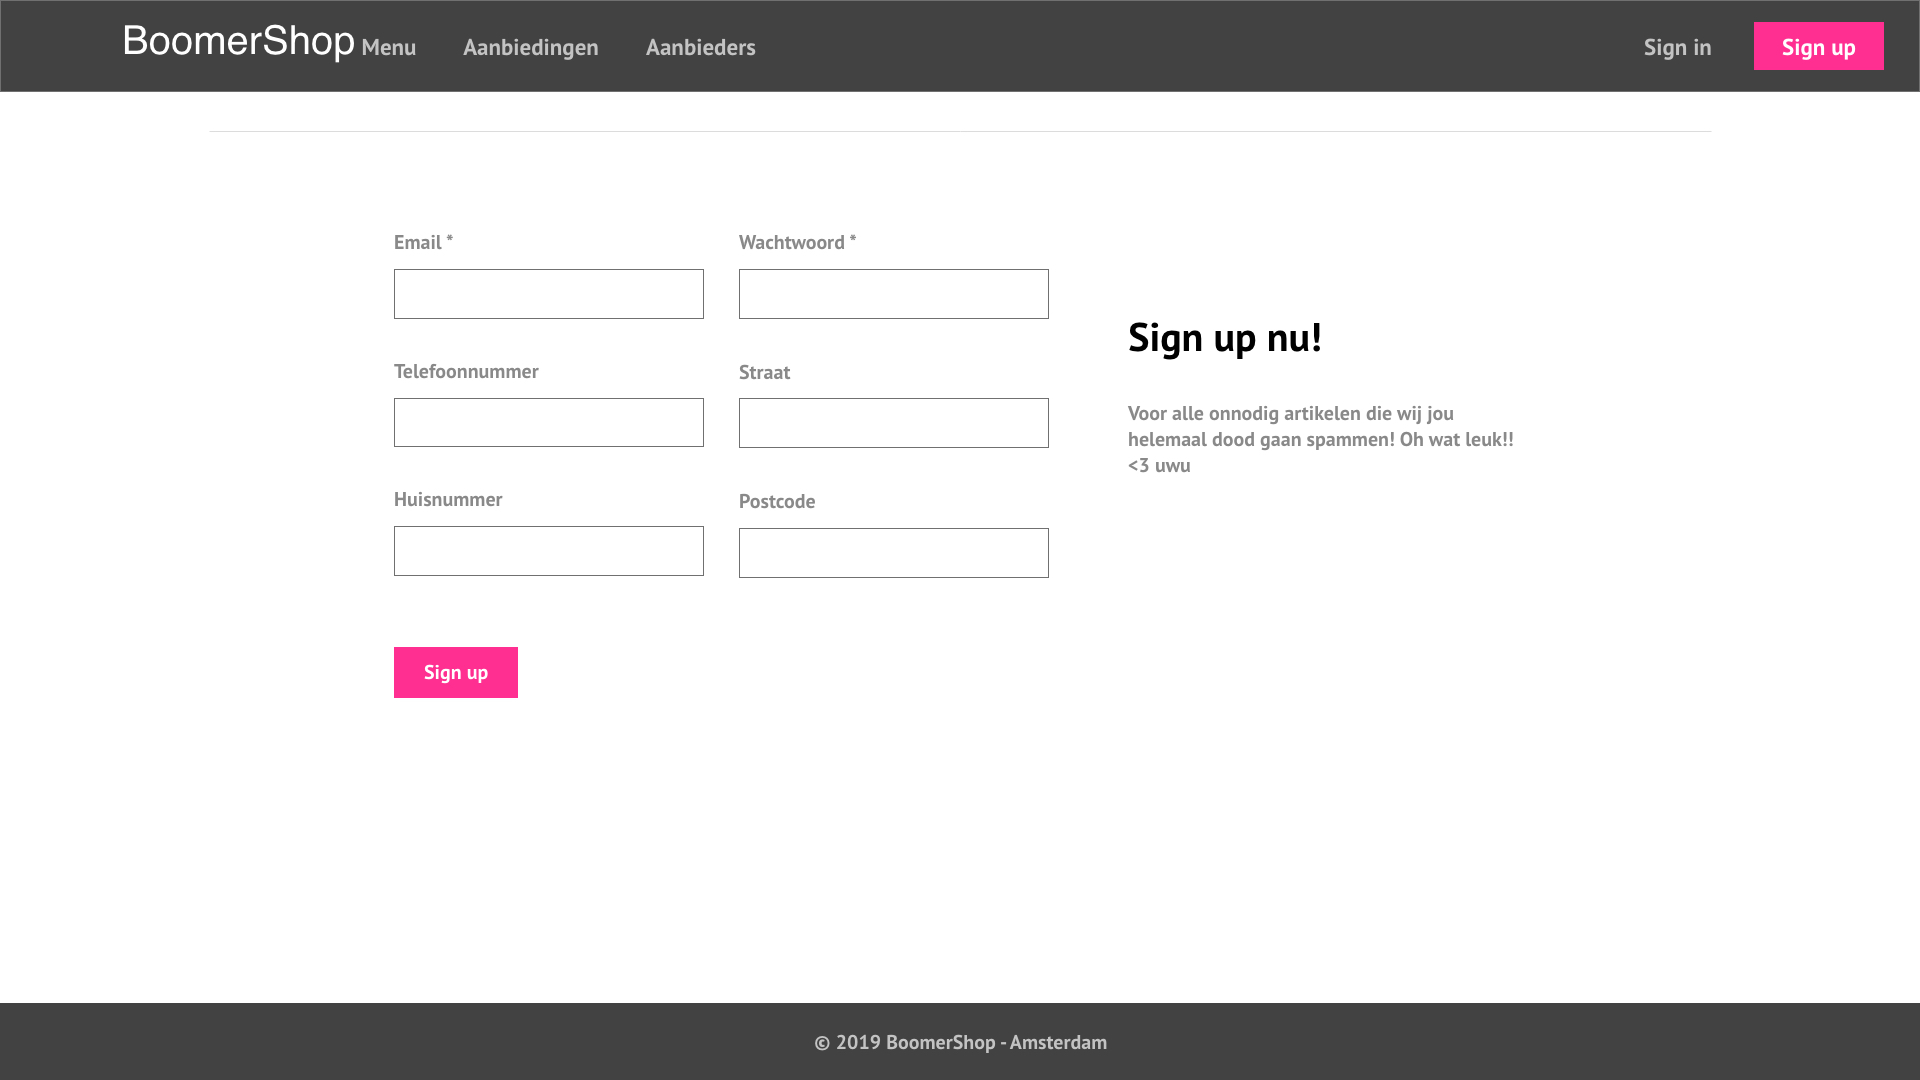 BoomerShop Menu Aanbiedingen Aanbieders Sign in Sign up
Email * Wachtwoord *
Telefoonnummer Straat
Huisnummer Postcode
Sign up
Sign up nu!
Voor alle onnodig artikelen die wij jou
helemaal dood gaan spammen! Oh wat leuk!!
<3 uwu
© 2019 BoomerShop - Amsterdam